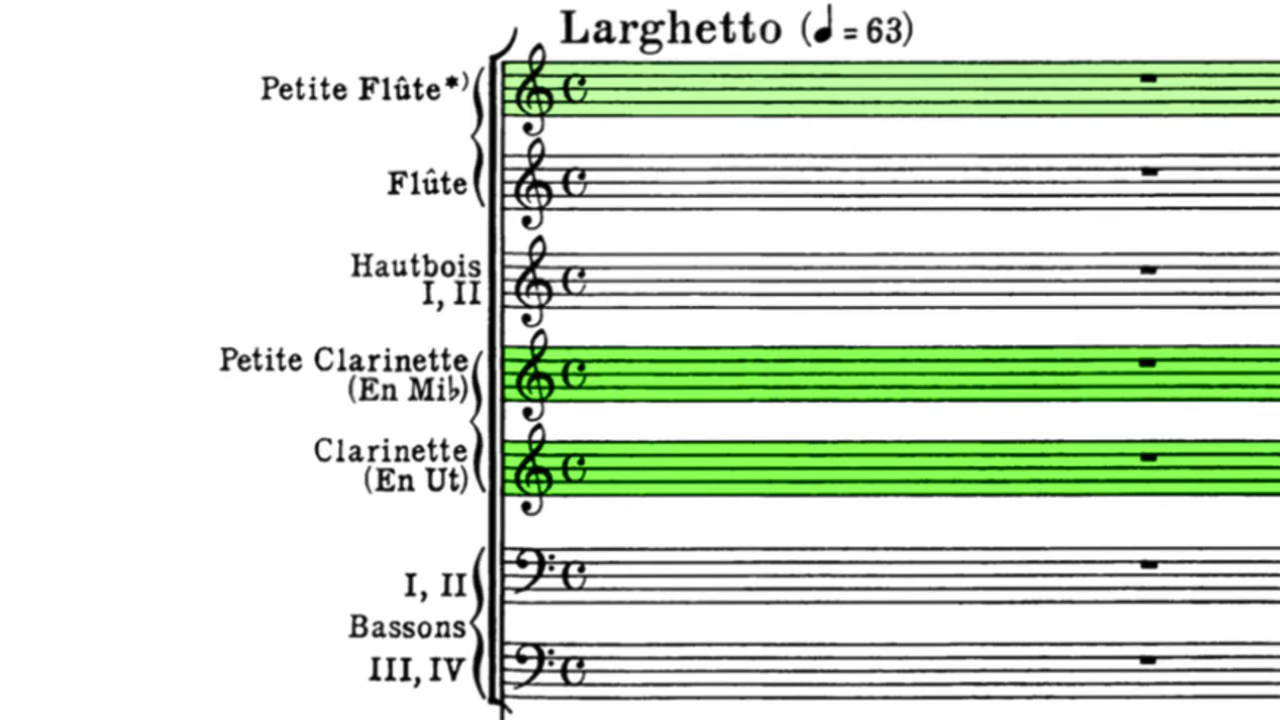 Larghetto (♩ = 63)
Petite Flûte*)
Flûte
Hautbois
I, II
Petite Clarinette
(En Mi♭)
Clarinette
(En Ut)
I, II
Bassons
III, IV